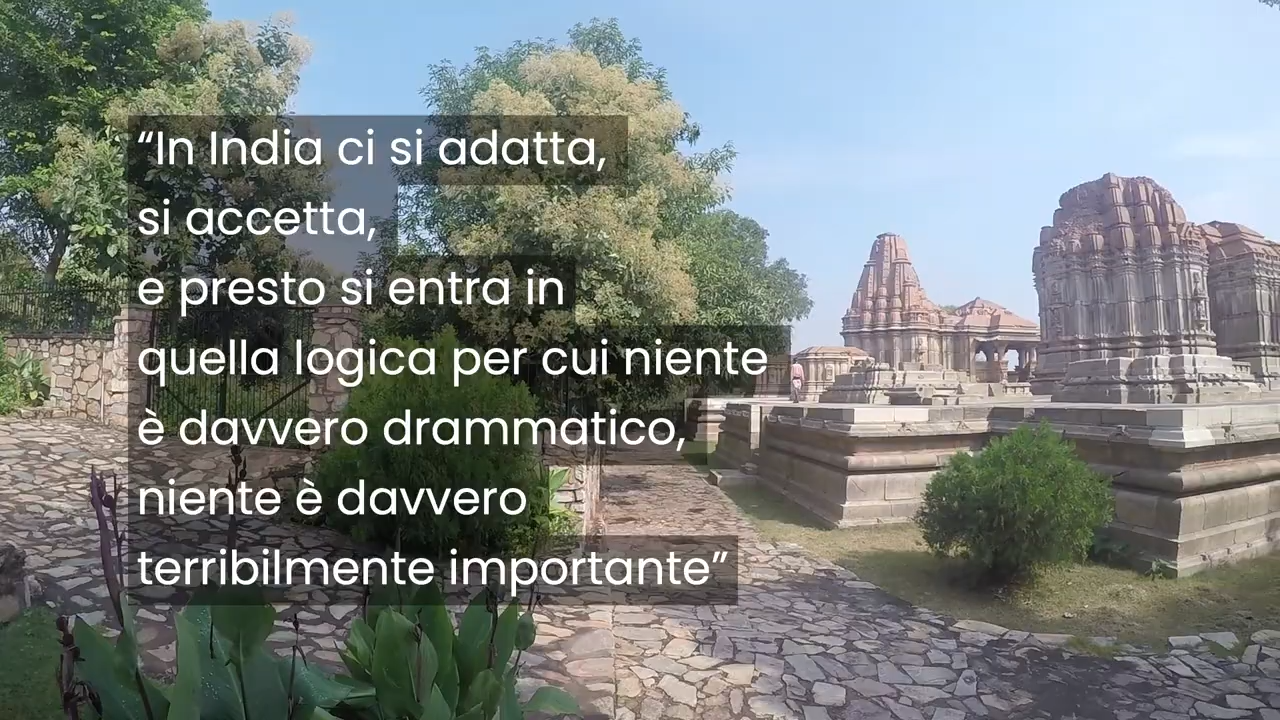 “In India ci si adatta,
si accetta,
e presto si entra in
quella logica per cui niente
è davvero drammatico,
niente è davvero
terribilmente importante”